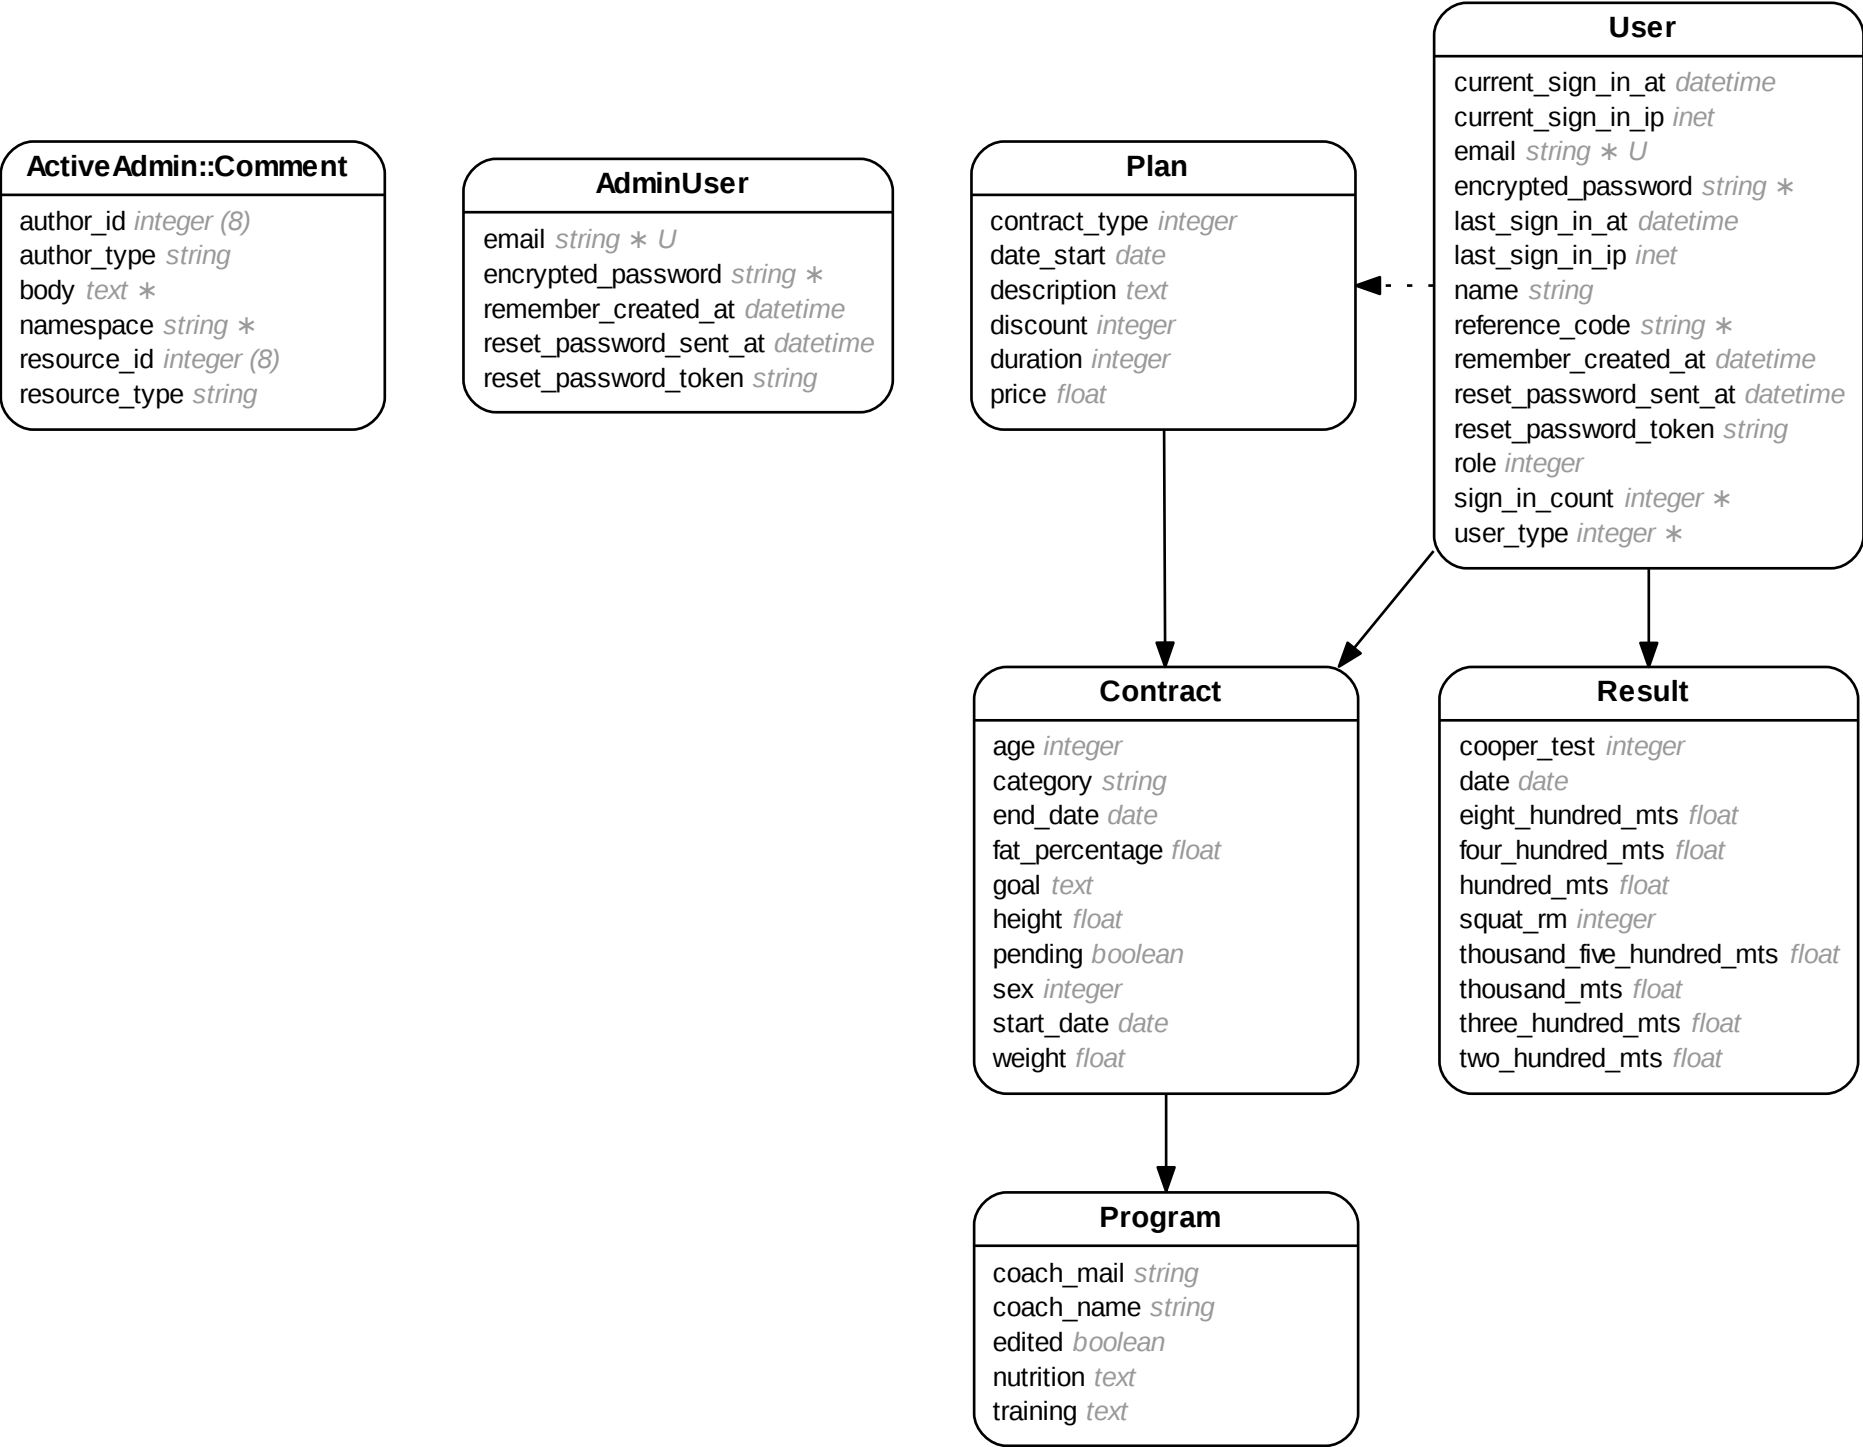 ActiveAdmin::Comment
author_id integer (8)
author_type string
body text ∗
namespace string ∗
resource_id integer (8)
resource_type string
AdminUser
email string ∗ U
encrypted_password string ∗
remember_created_at datetime
reset_password_sent_at datetime
reset_password_token string
Plan
contract_type integer
date_start date
description text
discount integer
duration integer
price float
User
current_sign_in_at datetime
current_sign_in_ip inet
email string ∗ U
encrypted_password string ∗
last_sign_in_at datetime
last_sign_in_ip inet
name string
reference_code string ∗
remember_created_at datetime
reset_password_sent_at datetime
reset_password_token string
role integer
sign_in_count integer ∗
user_type integer ∗
Contract
age integer
category string
end_date date
fat_percentage float
goal text
height float
pending boolean
sex integer
start_date date
weight float
Result
cooper_test integer
date date
eight_hundred_mts float
four_hundred_mts float
hundred_mts float
squat_rm integer
thousand_five_hundred_mts float
thousand_mts float
three_hundred_mts float
two_hundred_mts float
Program
coach_mail string
coach_name string
edited boolean
nutrition text
training text